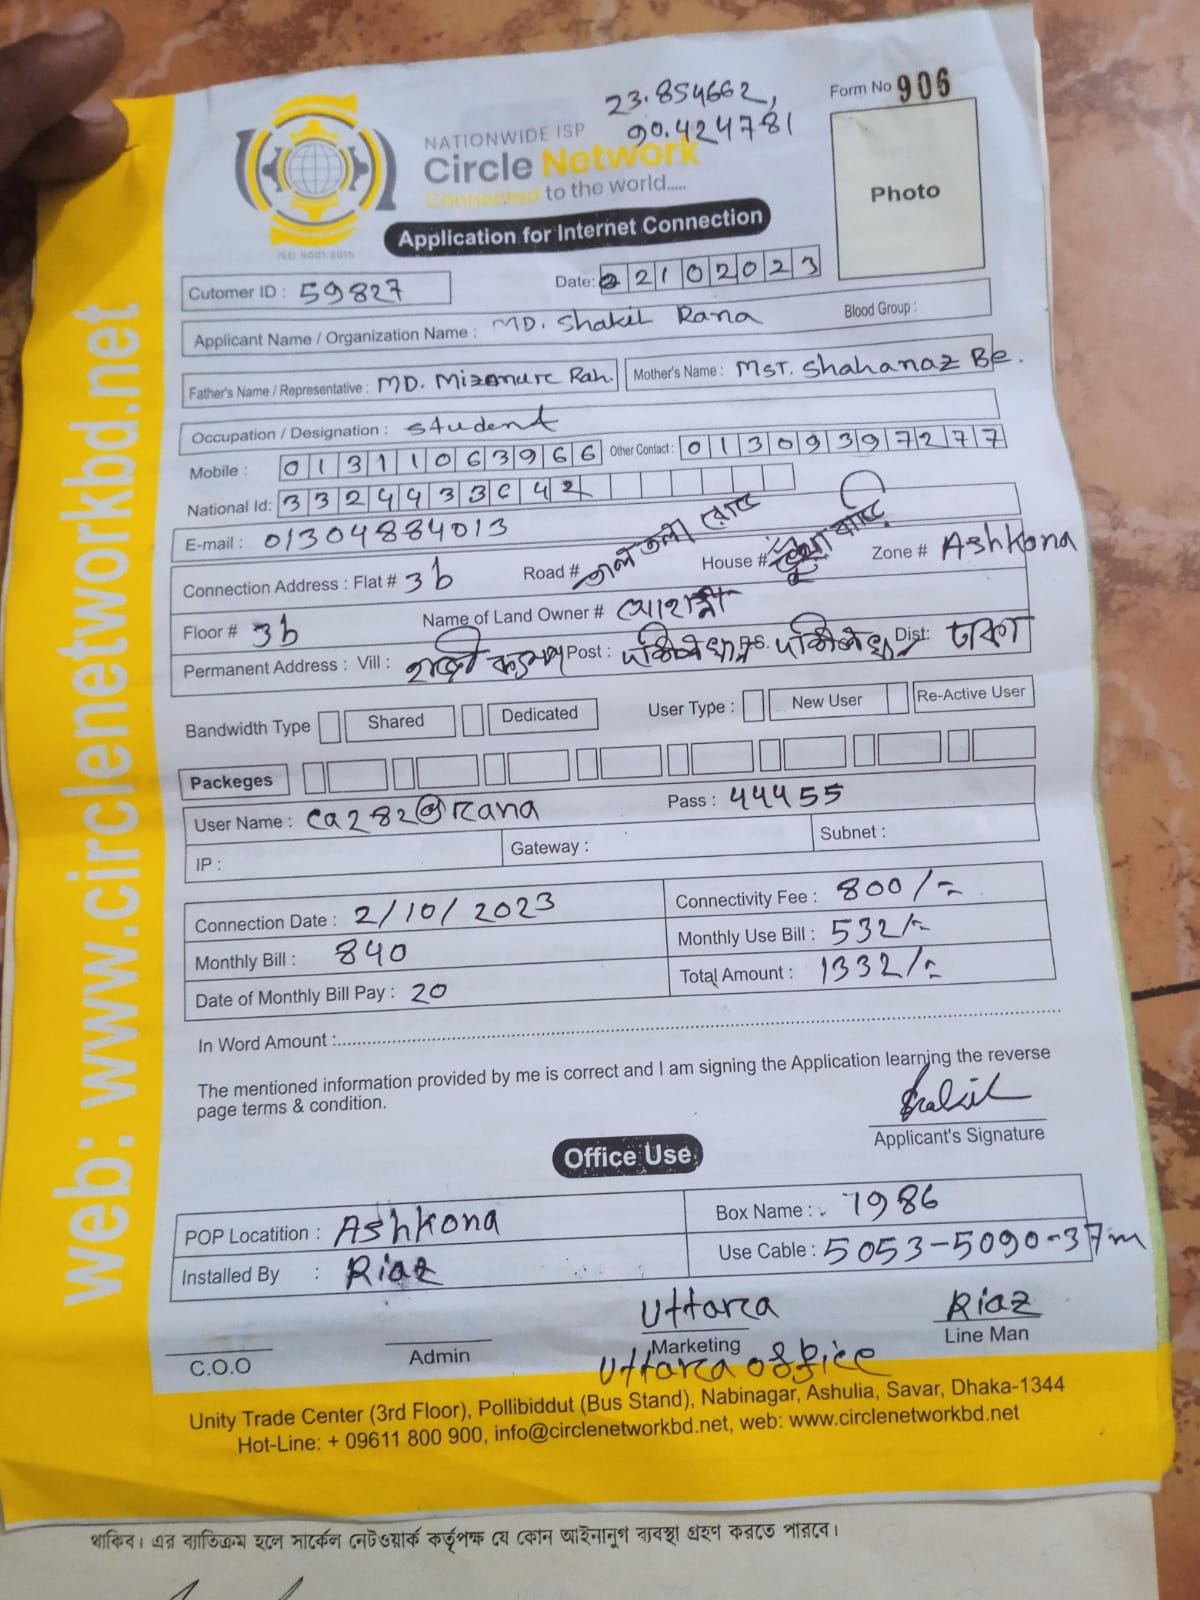 23.854662,
90.424781
Form No 906
NATIONWIDE ISP
Circle Network
Connected to the world.....
ISO 9001:2015
Photo
Application for Internet Connection
Cutomer ID : 59827 Date: 02102023
Applicant Name / Organization Name : MD. Shakil Rana Blood Group :
Father's Name / Representative : MD. Mizanur Rah. Mother's Name : MST. Shahanaz Be.
Occupation / Designation : Student
Mobile : 01311063966 Other Contact : 01309397277
National Id: 3324433642
E-mail : 01304884013
Connection Address : Flat # 3b Road # House # Zone # Ashkona
Floor # 3b Name of Land Owner #
Permanent Address : Vill : Post : P.S. Dist: ঢাকা
Bandwidth Type Shared Dedicated User Type : New User Re-Active User
Packeges
User Name : ca282@rana Pass : 44455
IP : Gateway : Subnet :
Connection Date : 2/10/2023 Connectivity Fee : 800/=
Monthly Bill : 840 Monthly Use Bill : 532/=
Date of Monthly Bill Pay : 20 Total Amount : 1332/=
In Word Amount :
The mentioned information provided by me is correct and I am signing the Application learning the reverse
page terms & condition.
Shakil
Applicant's Signature
Office Use
POP Locatition : Ashkona Box Name : 7986
Installed By : Riaz Use Cable : 5053-5090-37m
Uttara Riaz
C.O.O Admin Marketing Line Man
Uttara office
Unity Trade Center (3rd Floor), Pollibiddut (Bus Stand), Nabinagar, Ashulia, Savar, Dhaka-1344
Hot-Line: + 09611 800 900, info@circlenetworkbd.net, web: www.circlenetworkbd.net
web: www.circlenetworkbd.net
থাকিব। এর ব্যাতিক্রম হলে সার্কেল নেটওয়ার্ক কর্তৃপক্ষ যে কোন আইনানুগ ব্যবস্থা গ্রহণ করতে পারবে।